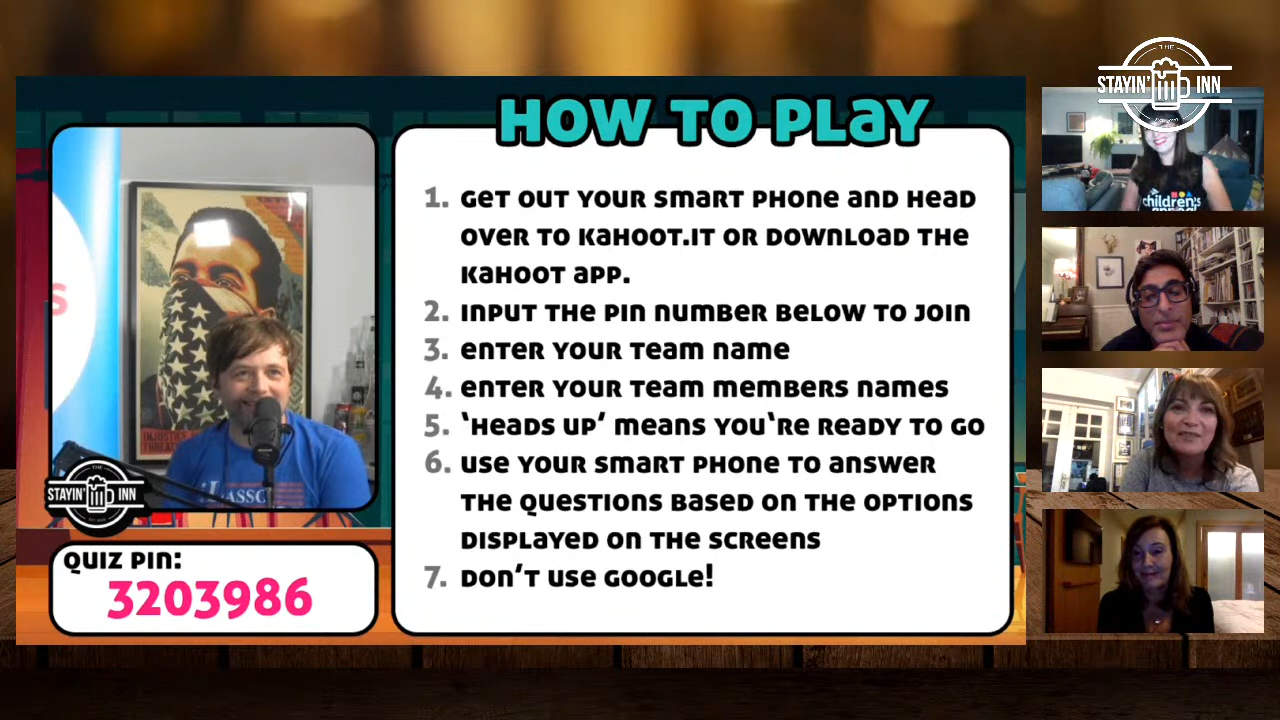 HOW TO PLAY
1. GET OUT YOUR SMART PHONE AND HEAD
OVER TO KAHOOT.IT OR DOWNLOAD THE
KAHOOT APP.
2. INPUT THE PIN NUMBER BELOW TO JOIN
3. ENTER YOUR TEAM NAME
4. ENTER YOUR TEAM MEMBERS NAMES
5. ‘HEADS UP’ MEANS YOU‘RE READY TO GO
6. USE YOUR SMART PHONE TO ANSWER
THE QUESTIONS BASED ON THE OPTIONS
DISPLAYED ON THE SCREENS
7. DON’T USE GOOGLE!
THE
STAYIN' INN
QUIZ PIN:
3203986
THE
STAYIN' INN
children's